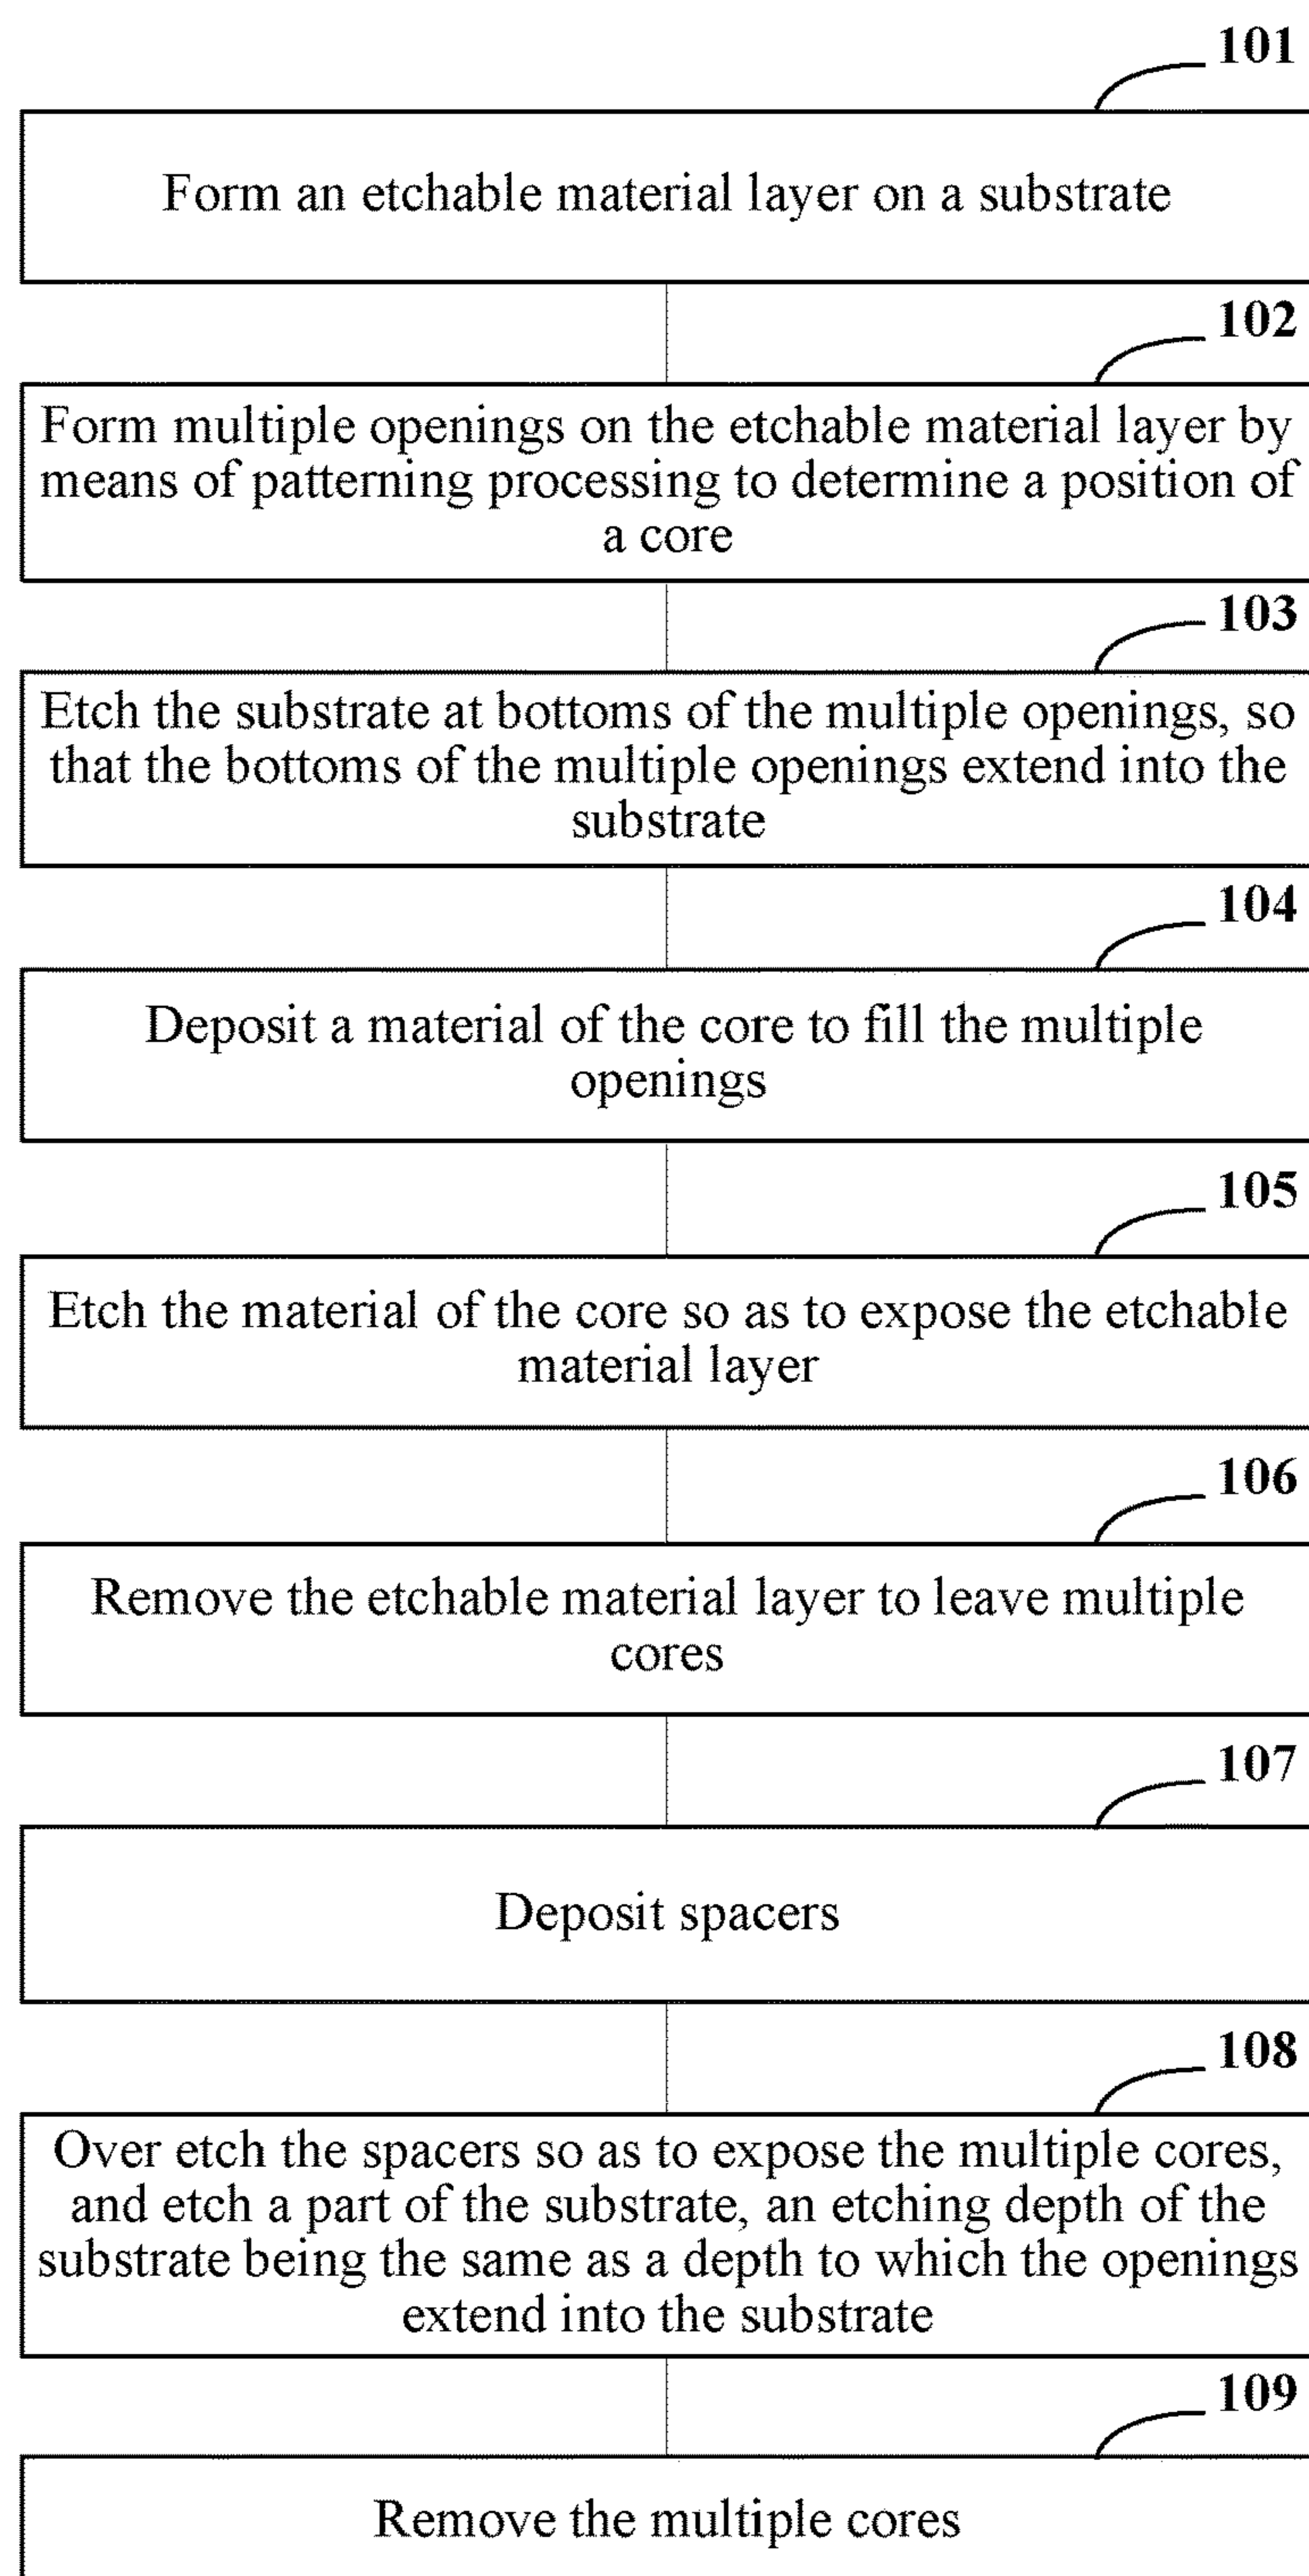 101
Form an etchable material layer on a substrate
102
Form multiple openings on the etchable material layer by
means of patterning processing to determine a position of
a core
103
Etch the substrate at bottoms of the multiple openings, so
that the bottoms of the multiple openings extend into the
substrate
104
Deposit a material of the core to fill the multiple
openings
105
Etch the material of the core so as to expose the etchable
material layer
106
Remove the etchable material layer to leave multiple
cores
107
Deposit spacers
108
Over etch the spacers so as to expose the multiple cores,
and etch a part of the substrate, an etching depth of the
substrate being the same as a depth to which the openings
extend into the substrate
109
Remove the multiple cores